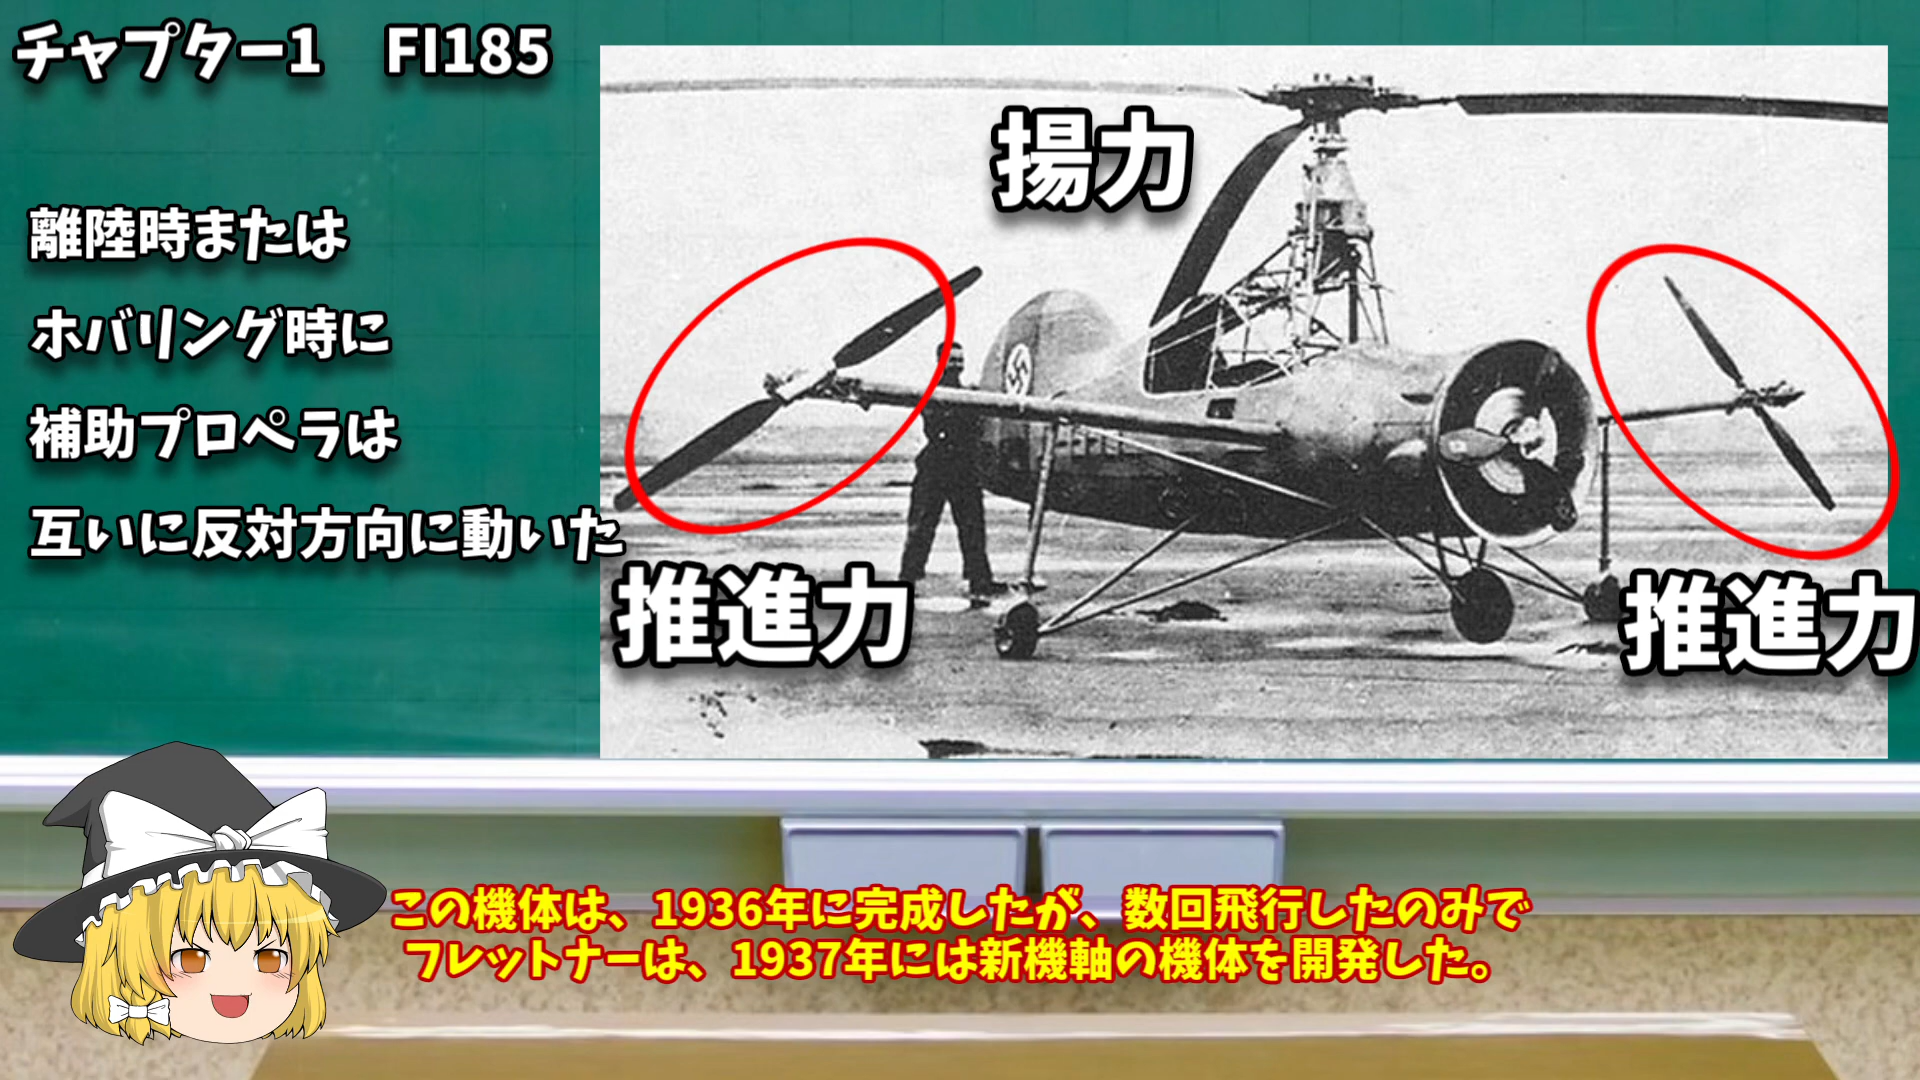 チャプター1　FI185
離陸時または
ホバリング時に
補助プロペラは
互いに反対方向に動いた
揚力
推進力
推進力
この機体は、1936年に完成したが、数回飛行したのみで
フレットナーは、1937年には新機軸の機体を開発した。